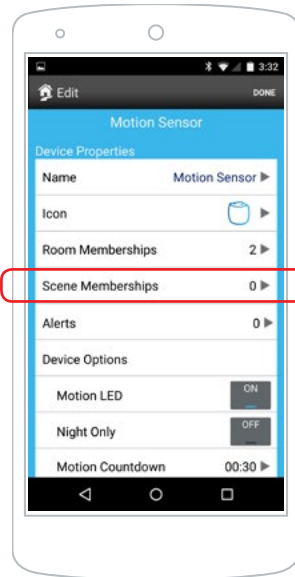 3:32
Edit DONE
Motion Sensor
Device Properties
Name Motion Sensor
Icon
Room Memberships 2
Scene Memberships 0
Alerts 0
Device Options
Motion LED ON
Night Only OFF
Motion Countdown 00:30